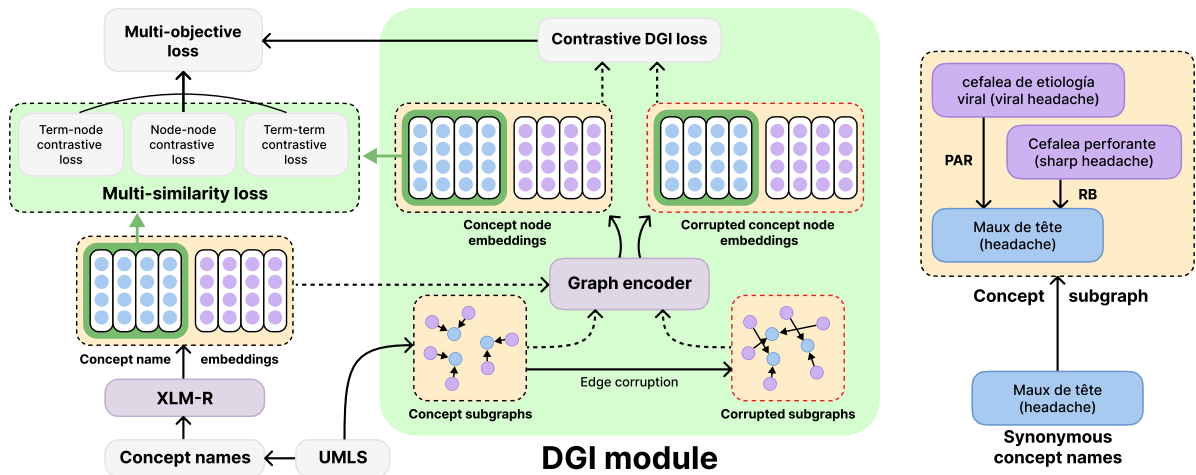 Multi-objective
loss
Contrastive DGI loss
Term-node
contrastive
loss
Node-node
contrastive
loss
Term-term
contrastive
loss
Multi-similarity loss
Concept node
embeddings
Corrupted concept node
embeddings
Graph encoder
Concept name
embeddings
XLM-R
Concept names
UMLS
Concept subgraphs
Edge corruption
Corrupted subgraphs
DGI module
cefalea de etiología
viral (viral headache)
Cefalea perforante
(sharp headache)
PAR
RB
Maux de tête
(headache)
Concept subgraph
Maux de tête
(headache)
Synonymous
concept names